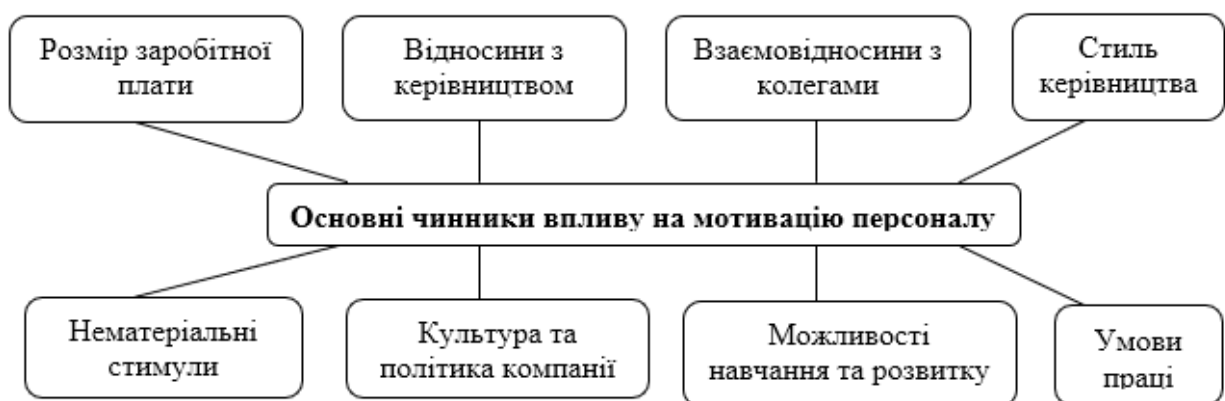 Розмір заробітної
плати
Відносини з
керівництвом
Взаємовідносини з
колегами
Стиль
керівництва
Основні чинники впливу на мотивацію персоналу
Нематеріальні
стимули
Культура та
політика компанії
Можливості
навчання та розвитку
Умови
праці